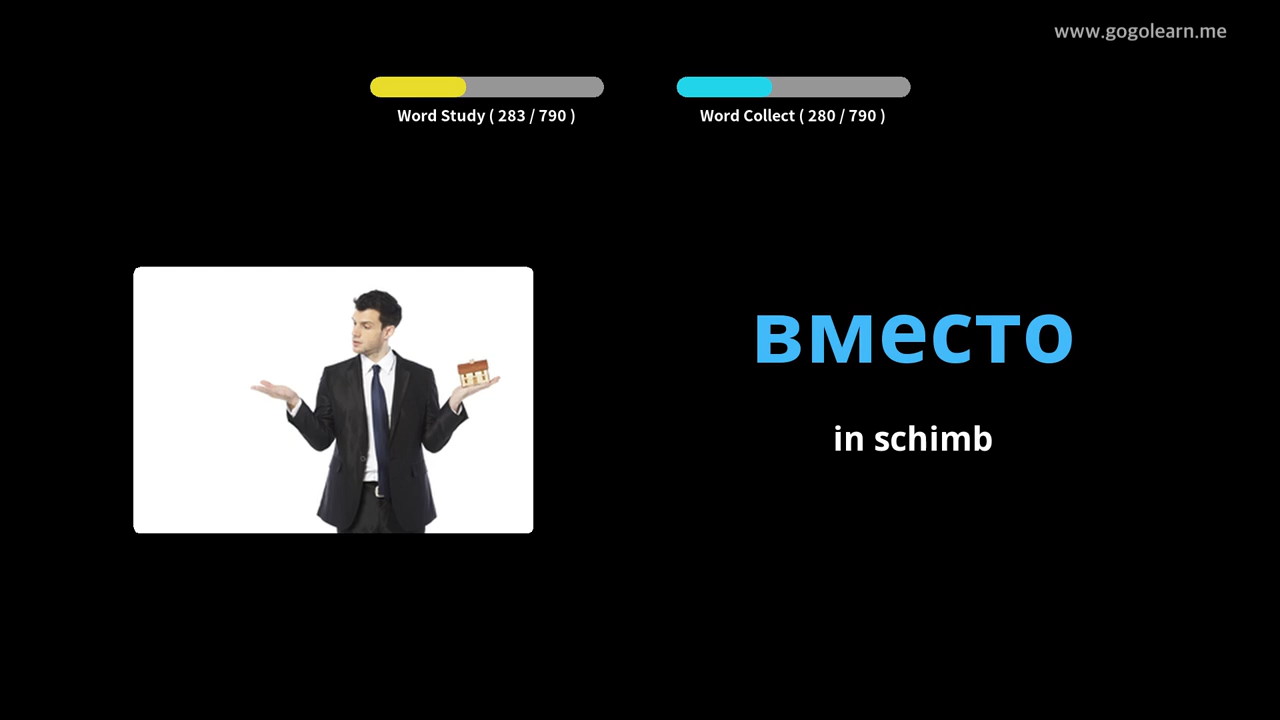 www.gogolearn.me
Word Study ( 283 / 790 )
Word Collect ( 280 / 790 )
вместо
in schimb